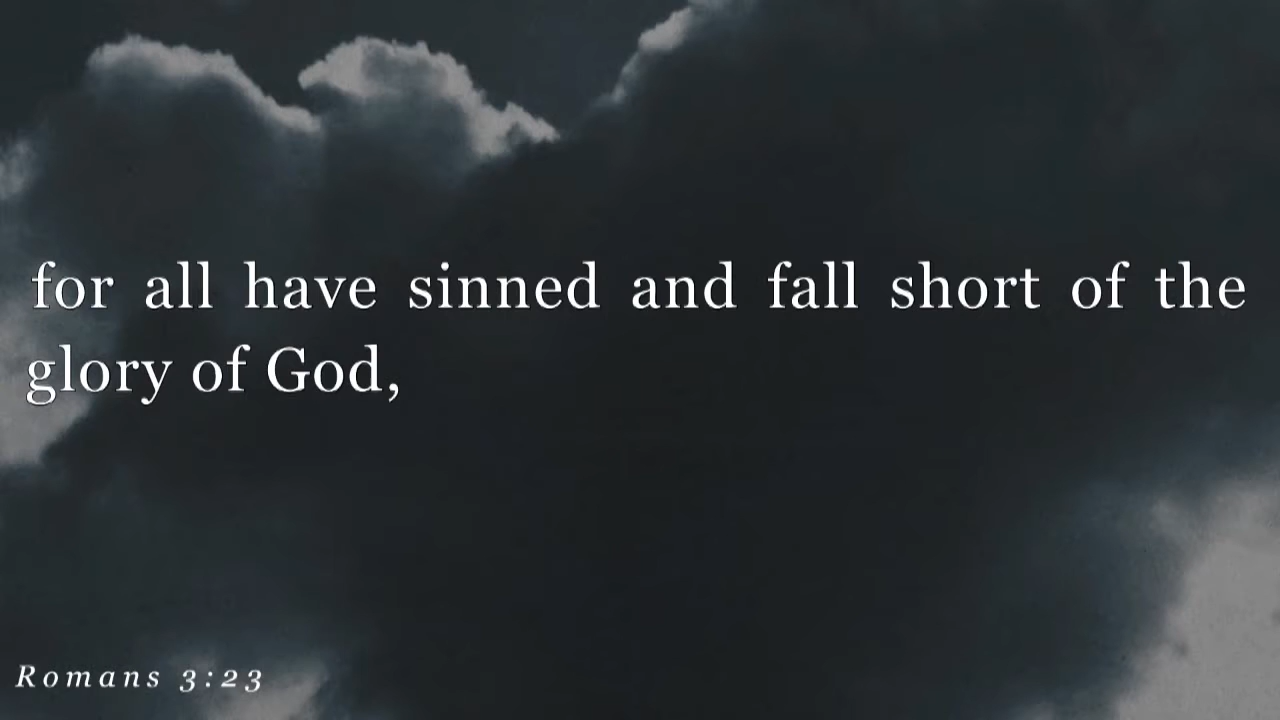 for all have sinned and fall short of the
glory of God,
Romans 3:23